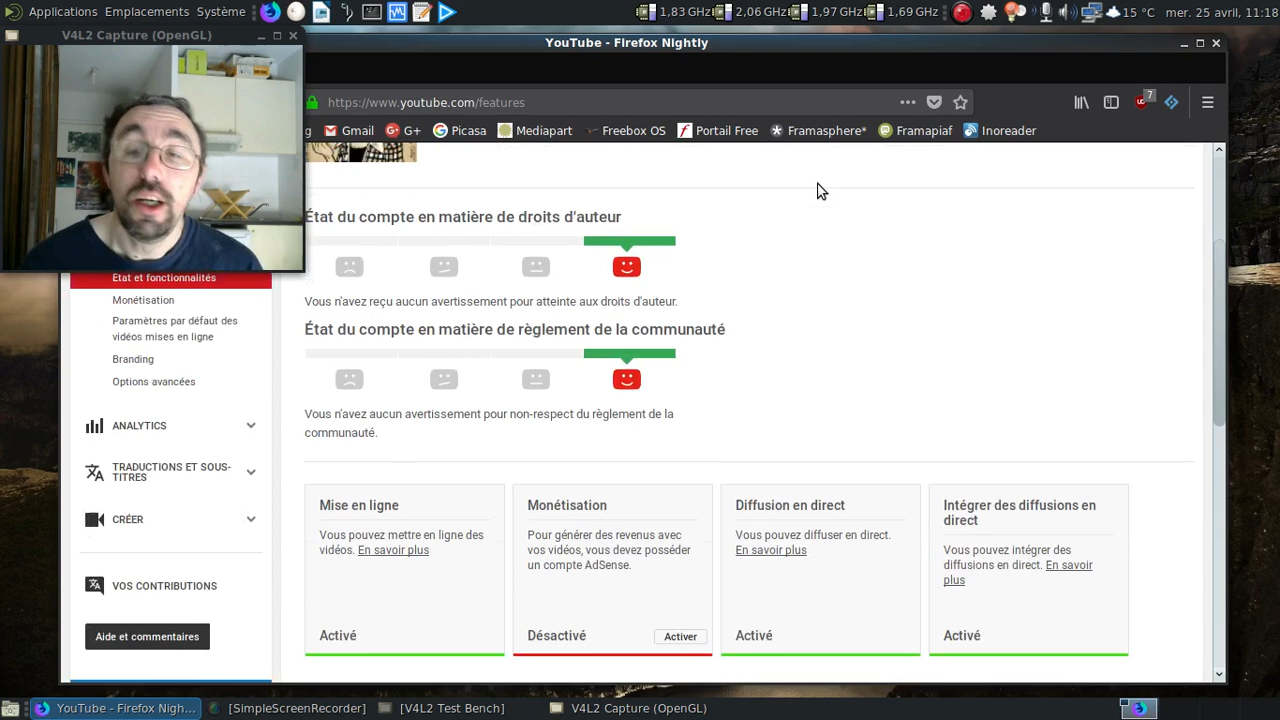 Applications Emplacements Système
1,83 GHz 2,06 GHz 1,97 GHz 1,69 GHz 15 °C mer. 25 avril, 11:18
V4L2 Capture (OpenGL)
YouTube - Firefox Nightly
https://www.youtube.com/features
7
g Gmail G+ Picasa Mediapart Freebox OS Portail Free Framasphere* Framapiaf Inoreader
État du compte en matière de droits d'auteur
Vous n'avez reçu aucun avertissement pour atteinte aux droits d'auteur.
État du compte en matière de règlement de la communauté
Vous n'avez aucun avertissement pour non-respect du règlement de la
communauté.
État et fonctionnalités
Monétisation
Paramètres par défaut des
vidéos mises en ligne
Branding
Options avancées
ANALYTICS
TRADUCTIONS ET SOUS-
TITRES
CRÉER
VOS CONTRIBUTIONS
Aide et commentaires
Mise en ligne
Vous pouvez mettre en ligne des
vidéos. En savoir plus
Activé
Monétisation
Pour générer des revenus avec
vos vidéos, vous devez posséder
un compte AdSense.
Désactivé Activer
Diffusion en direct
Vous pouvez diffuser en direct.
En savoir plus
Activé
Intégrer des diffusions en
direct
Vous pouvez intégrer des
diffusions en direct. En savoir
plus
Activé
YouTube - Firefox Nigh... [SimpleScreenRecorder] [V4L2 Test Bench] V4L2 Capture (OpenGL)